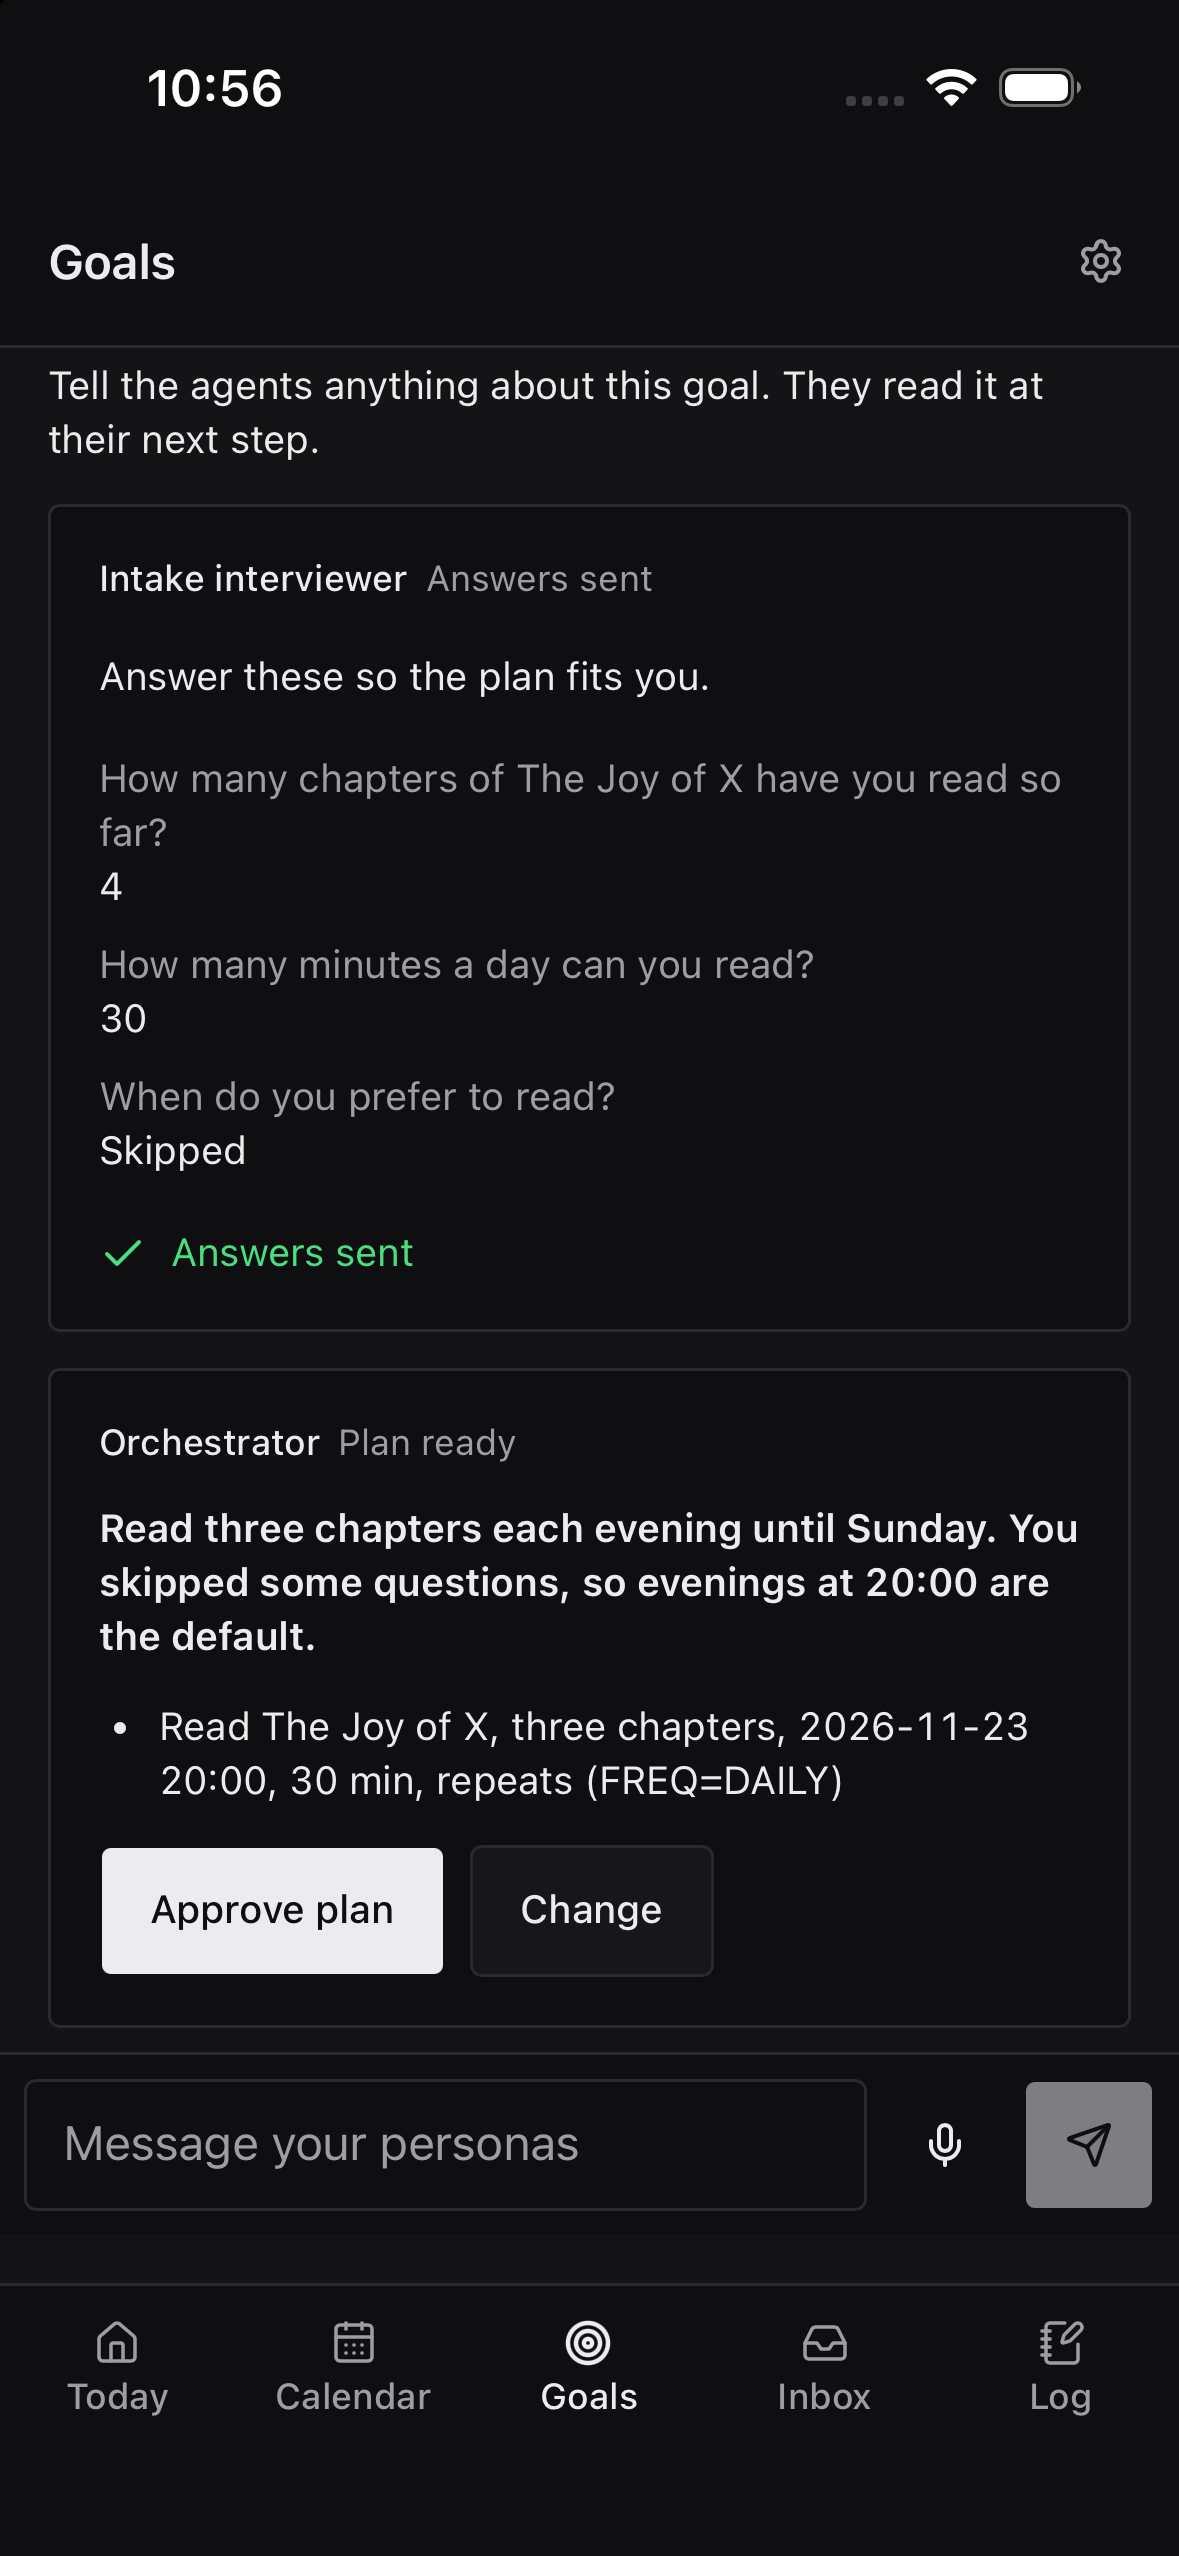 10:56
Goals
Tell the agents anything about this goal. They read it at
their next step.
Intake interviewer Answers sent
Answer these so the plan fits you.
How many chapters of The Joy of X have you read so
far?
4
How many minutes a day can you read?
30
When do you prefer to read?
Skipped
Answers sent
Orchestrator Plan ready
Read three chapters each evening until Sunday. You
skipped some questions, so evenings at 20:00 are
the default.
• Read The Joy of X, three chapters, 2026-11-23
20:00, 30 min, repeats (FREQ=DAILY)
Approve plan Change
Message your personas
Today Calendar Goals Inbox Log